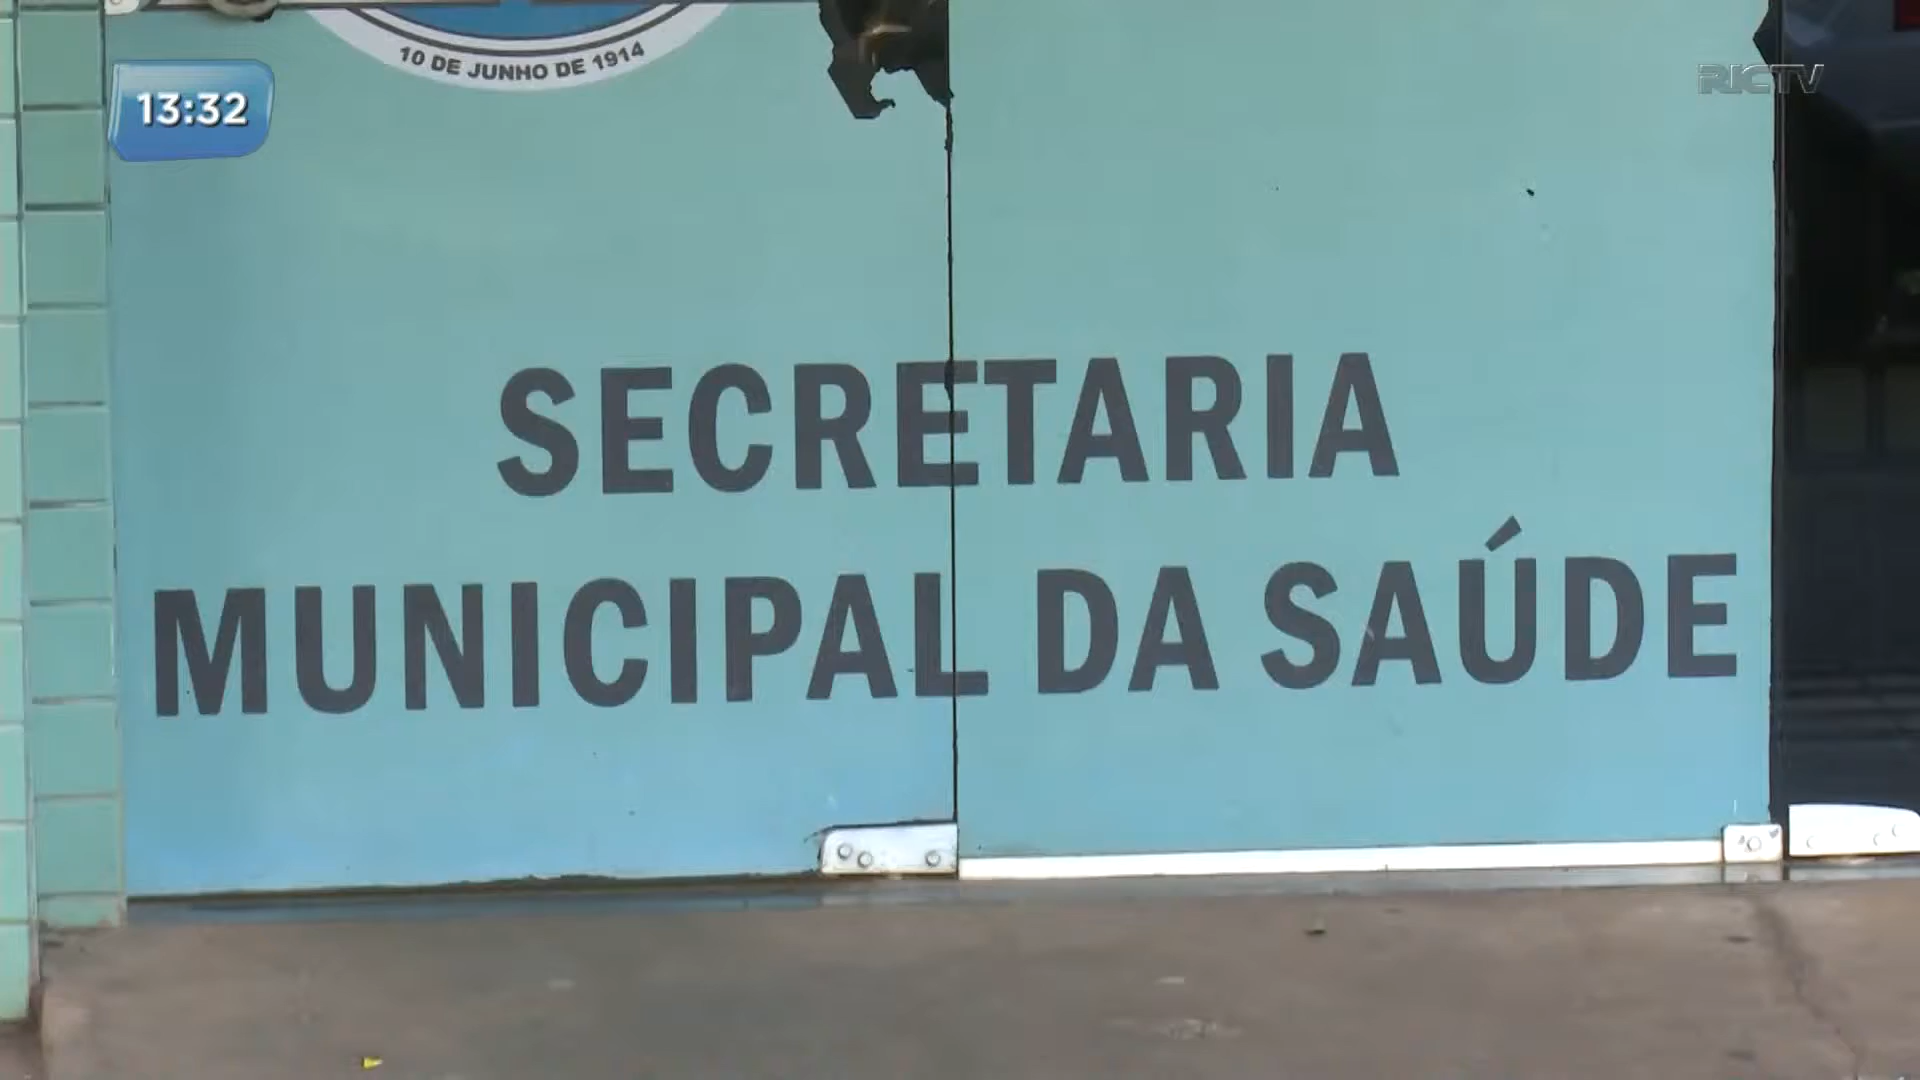 10 DE JUNHO DE 1914
13:32
RICTV
SECRETARIA
MUNICIPAL DA SAÚDE